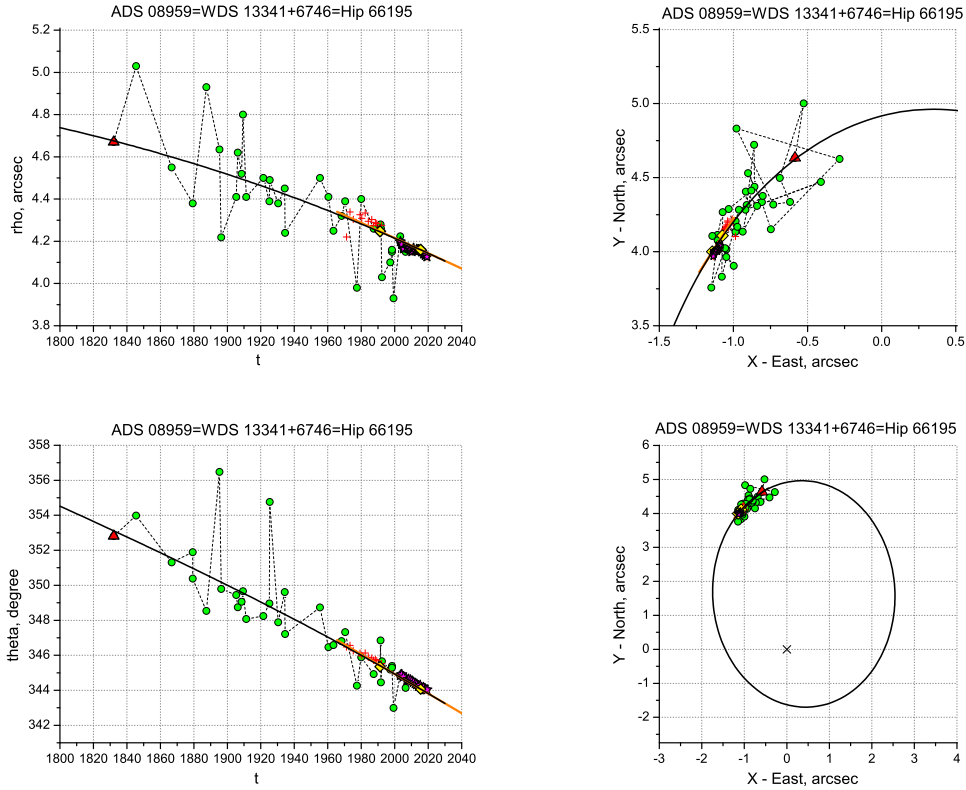 ADS 08959=WDS 13341+6746=Hip 66195
rho, arcsec
5.2
5.0
4.8
4.6
4.4
4.2
4.0
3.8
1800 1820 1840 1860 1880 1900 1920 1940 1960 1980 2000 2020 2040
t
ADS 08959=WDS 13341+6746=Hip 66195
Y - North, arcsec
5.5
5.0
4.5
4.0
3.5
-1.5 -1.0 -0.5 0.0 0.5
X - East, arcsec
ADS 08959=WDS 13341+6746=Hip 66195
theta, degree
358
356
354
352
350
348
346
344
342
1800 1820 1840 1860 1880 1900 1920 1940 1960 1980 2000 2020 2040
t
ADS 08959=WDS 13341+6746=Hip 66195
Y - North, arcsec
6
5
4
3
2
1
0
-1
-2
-3 -2 -1 0 1 2 3 4
X - East, arcsec